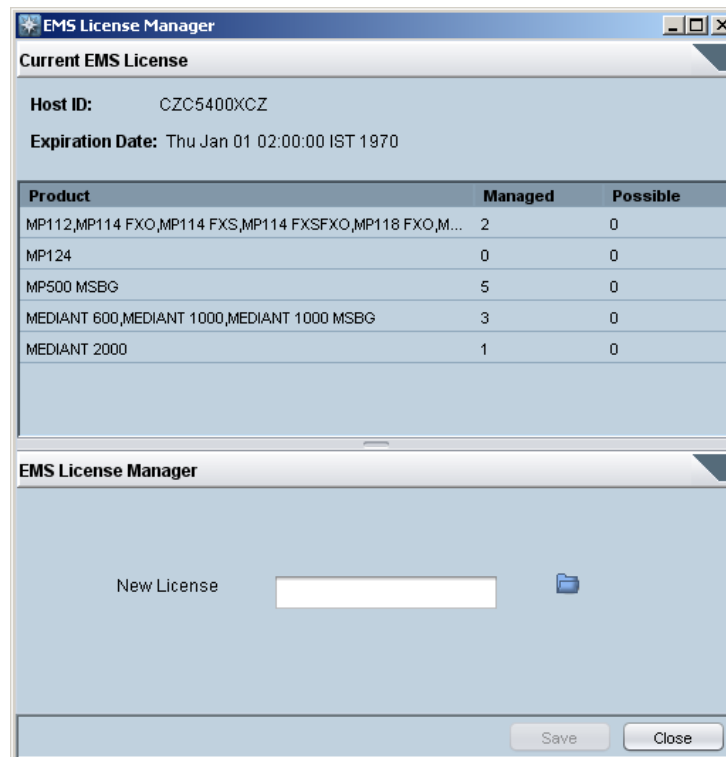 EMS License Manager
Current EMS License
Host ID: CZC5400XCZ
Expiration Date: Thu Jan 01 02:00:00 IST 1970
Product Managed Possible
MP112,MP114 FXO,MP114 FXS,MP114 FXSFXO,MP118 FXO,M... 2 0
MP124 0 0
MP500 MSBG 5 0
MEDIANT 600,MEDIANT 1000,MEDIANT 1000 MSBG 3 0
MEDIANT 2000 1 0
EMS License Manager
New License
Save Close